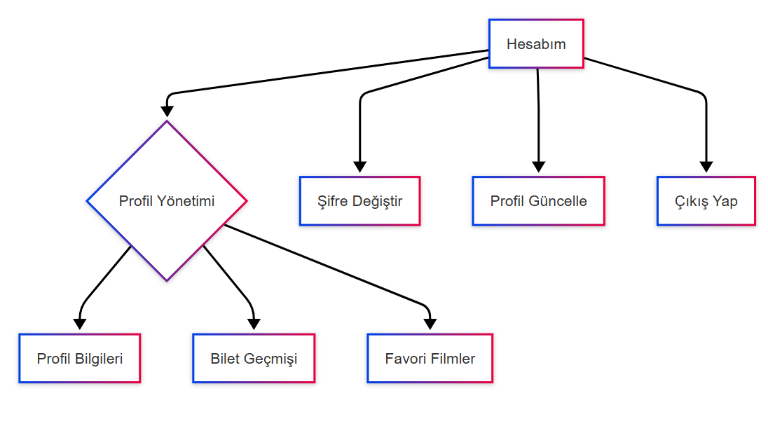 Hesabım
Profil Yönetimi
Şifre Değiştir
Profil Güncelle
Çıkış Yap
Profil Bilgileri
Bilet Geçmişi
Favori Filmler